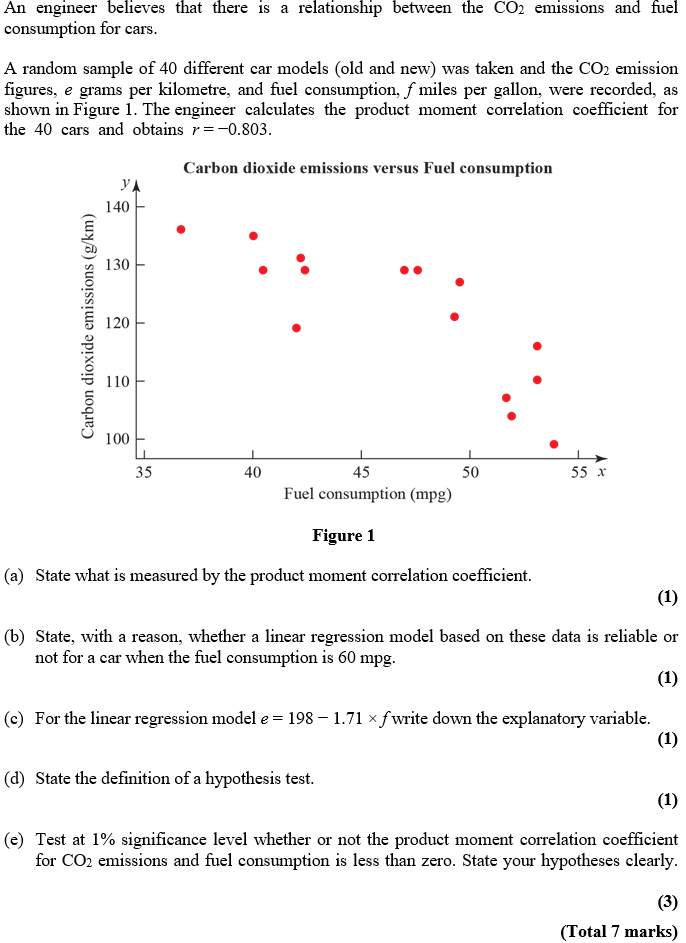 An engineer believes that there is a relationship between the CO2 emissions and fuel
consumption for cars.
A random sample of 40 different car models (old and new) was taken and the CO2 emission
figures, e grams per kilometre, and fuel consumption, f miles per gallon, were recorded, as
shown in Figure 1. The engineer calculates the product moment correlation coefficient for
the 40 cars and obtains r = −0.803.
Carbon dioxide emissions versus Fuel consumption
y
140
130
120
110
100
Carbon dioxide emissions (g/km)
35 40 45 50 55 x
Fuel consumption (mpg)
Figure 1
(a) State what is measured by the product moment correlation coefficient.
(1)
(b) State, with a reason, whether a linear regression model based on these data is reliable or
not for a car when the fuel consumption is 60 mpg.
(1)
(c) For the linear regression model e = 198 − 1.71 × f write down the explanatory variable.
(1)
(d) State the definition of a hypothesis test.
(1)
(e) Test at 1% significance level whether or not the product moment correlation coefficient
for CO2 emissions and fuel consumption is less than zero. State your hypotheses clearly.
(3)
(Total 7 marks)